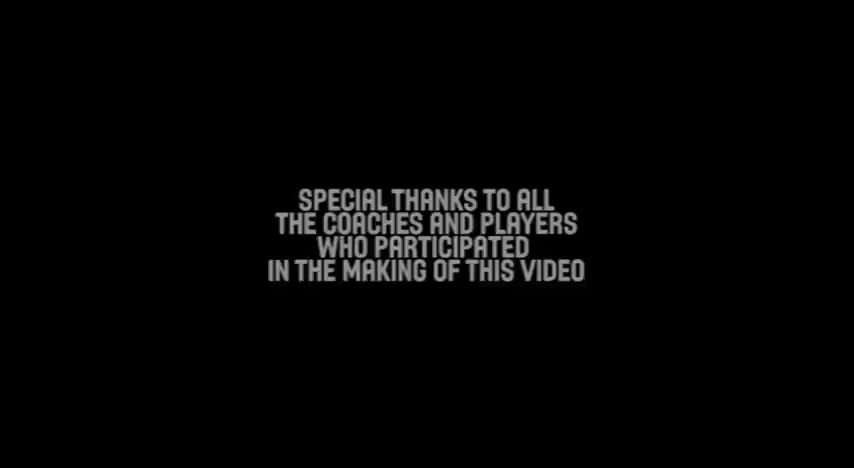 SPECIAL THANKS TO ALL
THE COACHES AND PLAYERS
WHO PARTICIPATED
IN THE MAKING OF THIS VIDEO